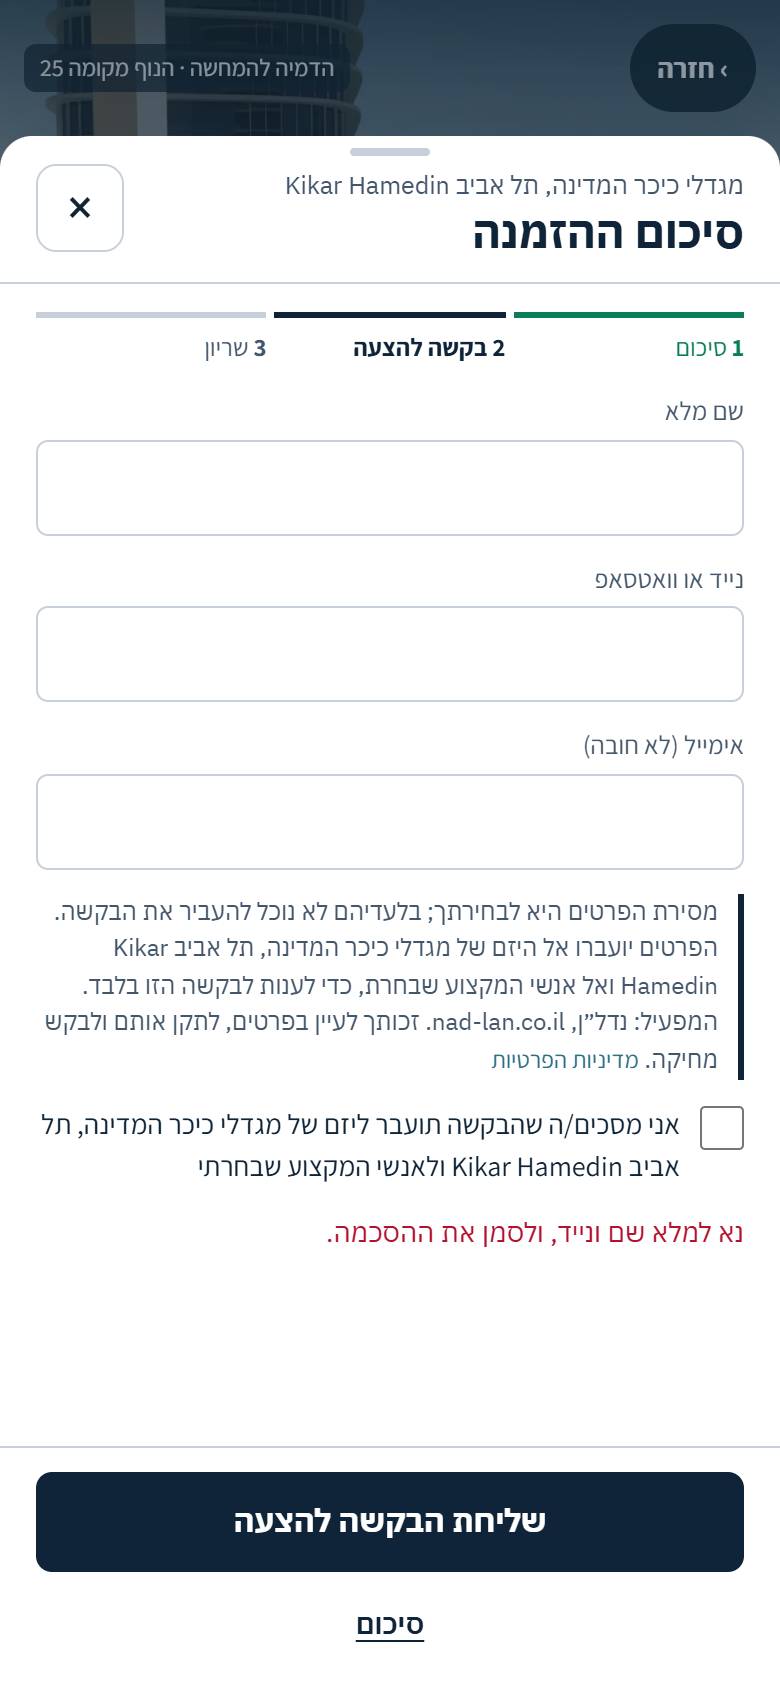 › חזרה
הדמיה להמחשה · הנוף מקומה 25
מגדלי כיכר המדינה, תל אביב Kikar Hamedin
סיכום ההזמנה
×
1 סיכום
2 בקשה להצעה
3 שריון
שם מלא
נייד או וואטסאפ
אימייל (לא חובה)
מסירת הפרטים היא לבחירתך; בלעדיהם לא נוכל להעביר את הבקשה.
הפרטים יועברו אל היזם של מגדלי כיכר המדינה, תל אביב Kikar
Hamedin ואל אנשי המקצוע שבחרת, כדי לענות לבקשה הזו בלבד.
המפעיל: נדל״ן, nad-lan.co.il. זכותך לעיין בפרטים, לתקן אותם ולבקש
מחיקה. מדיניות הפרטיות
אני מסכים/ה שהבקשה תועבר ליזם של מגדלי כיכר המדינה, תל
אביב Kikar Hamedin ולאנשי המקצוע שבחרתי
נא למלא שם ונייד, ולסמן את ההסכמה.
שליחת הבקשה להצעה
סיכום